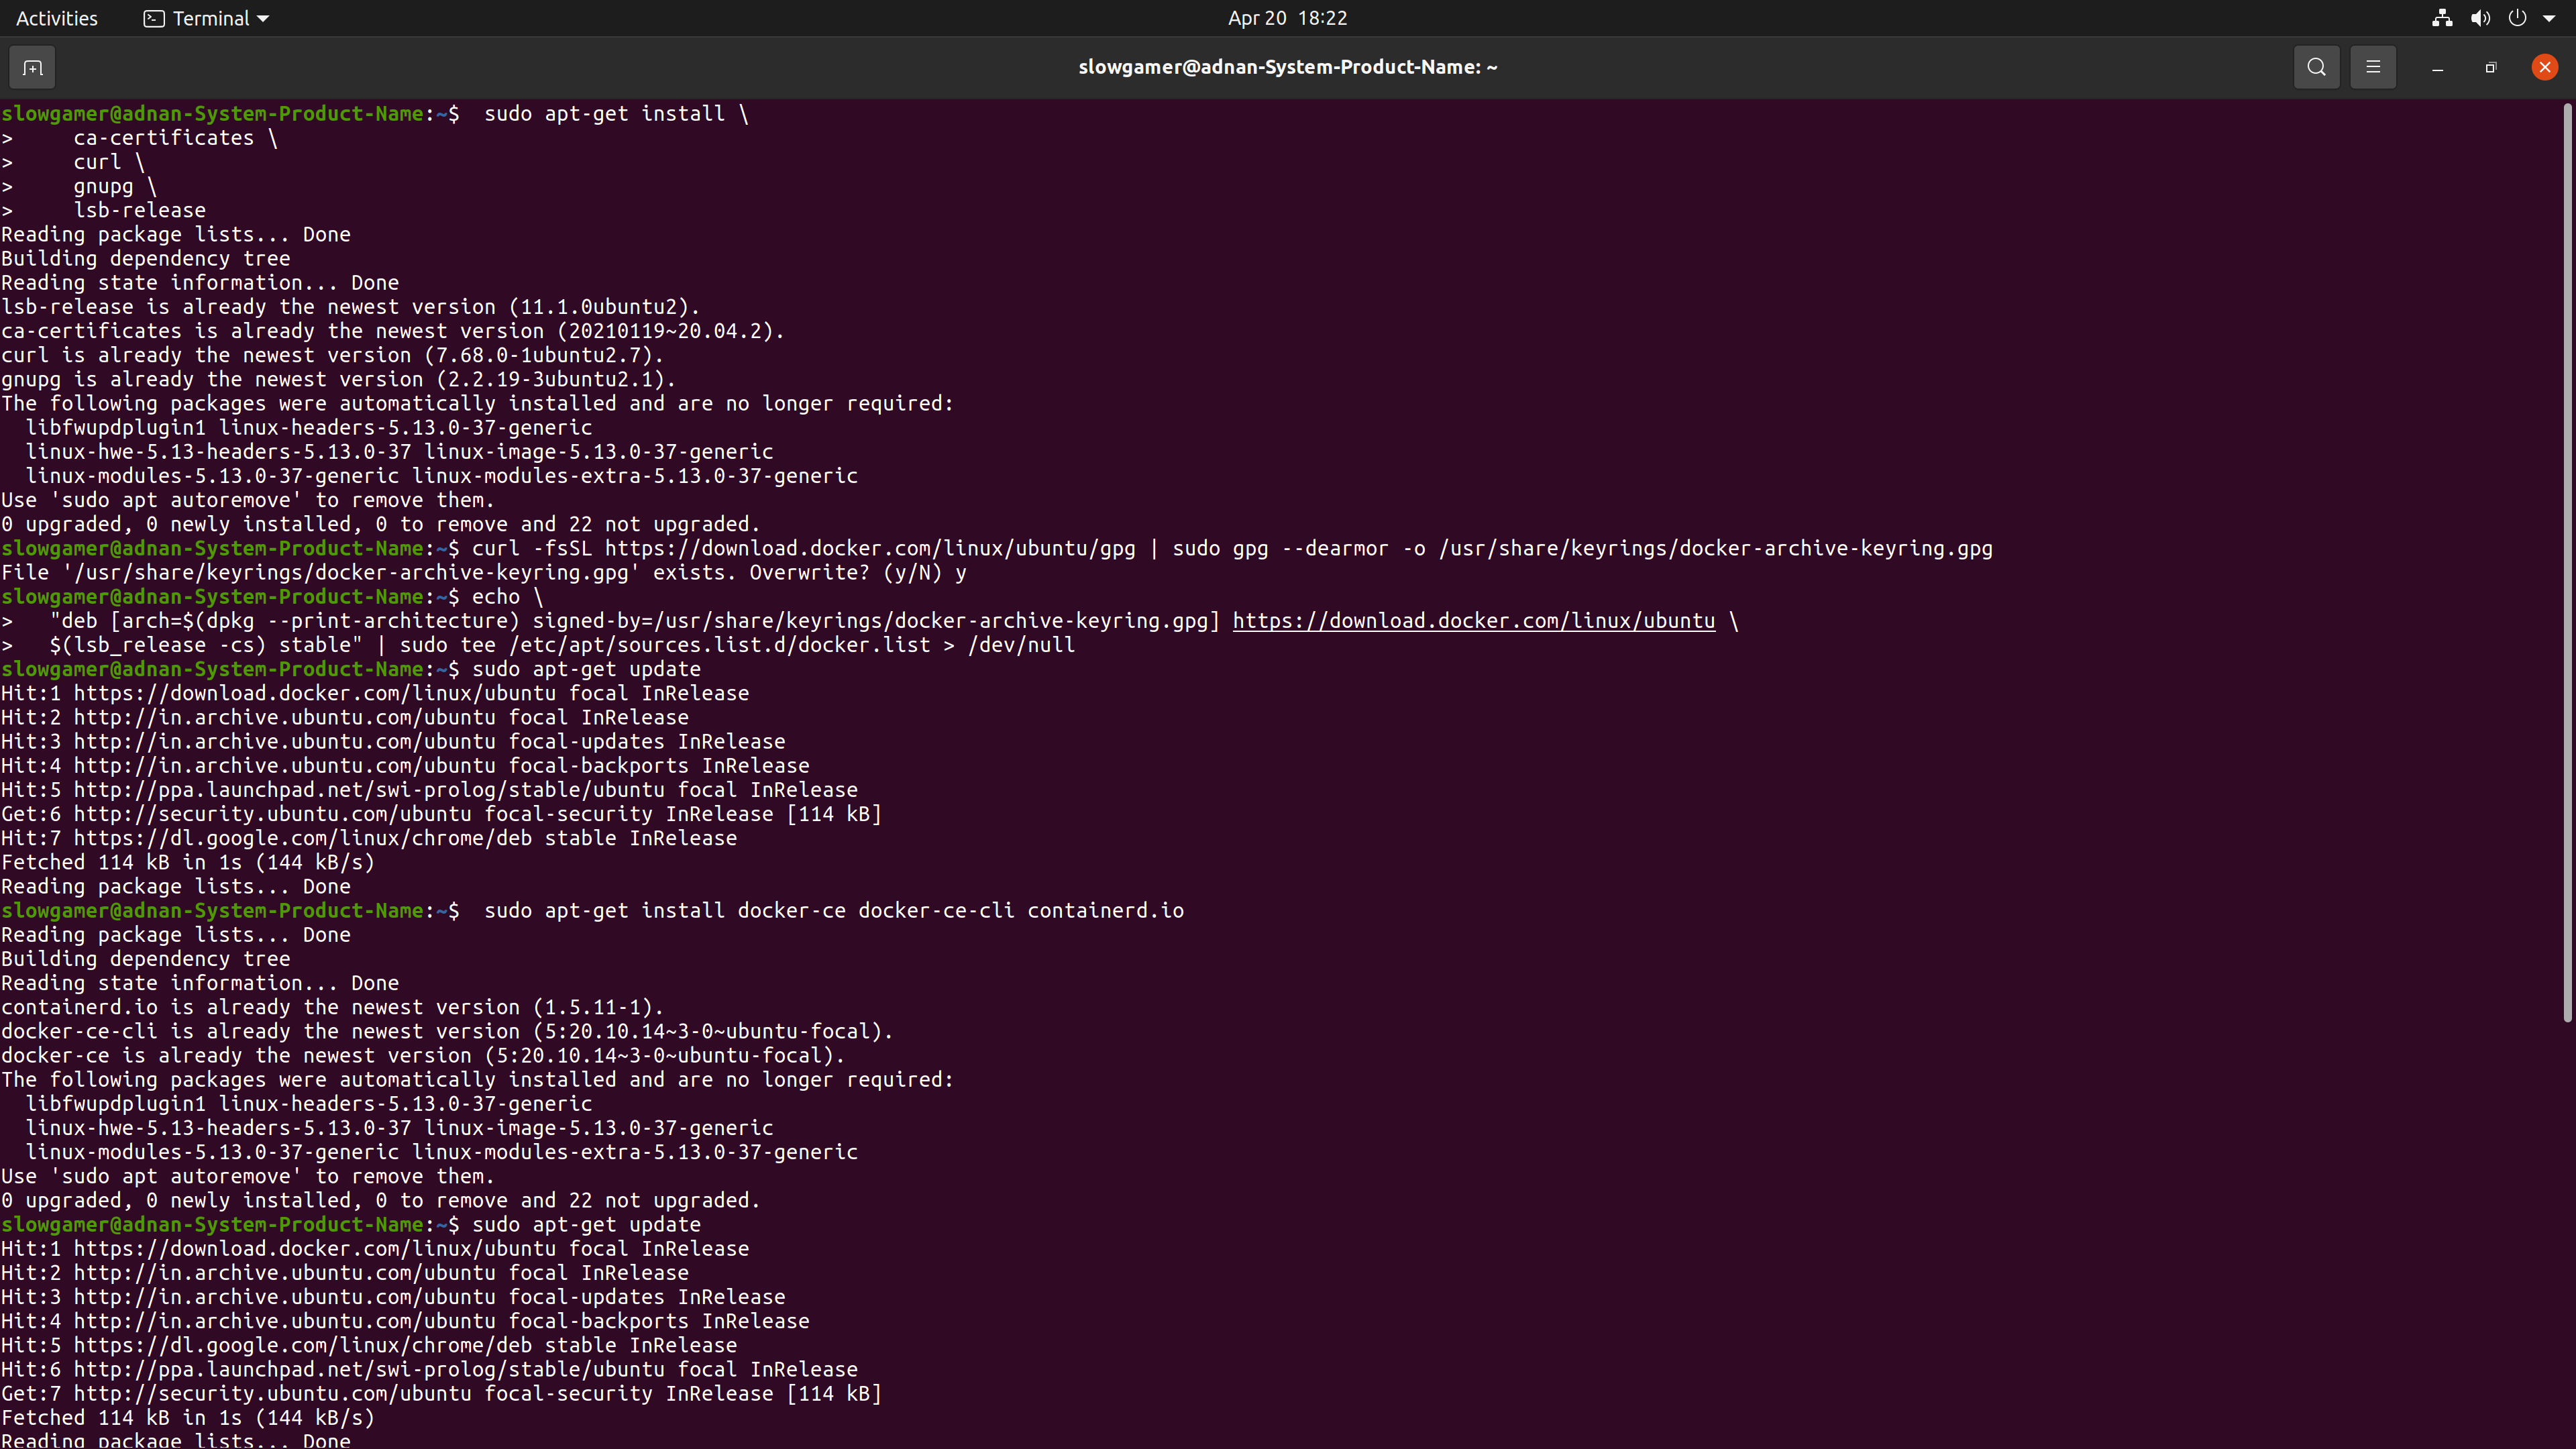 Activities Terminal Apr 20 18:22
slowgamer@adnan-System-Product-Name: ~
slowgamer@adnan-System-Product-Name:~$  sudo apt-get install \
>     ca-certificates \
>     curl \
>     gnupg \
>     lsb-release
Reading package lists... Done
Building dependency tree
Reading state information... Done
lsb-release is already the newest version (11.1.0ubuntu2).
ca-certificates is already the newest version (20210119~20.04.2).
curl is already the newest version (7.68.0-1ubuntu2.7).
gnupg is already the newest version (2.2.19-3ubuntu2.1).
The following packages were automatically installed and are no longer required:
  libfwupdplugin1 linux-headers-5.13.0-37-generic
  linux-hwe-5.13-headers-5.13.0-37 linux-image-5.13.0-37-generic
  linux-modules-5.13.0-37-generic linux-modules-extra-5.13.0-37-generic
Use 'sudo apt autoremove' to remove them.
0 upgraded, 0 newly installed, 0 to remove and 22 not upgraded.
slowgamer@adnan-System-Product-Name:~$ curl -fsSL https://download.docker.com/linux/ubuntu/gpg | sudo gpg --dearmor -o /usr/share/keyrings/docker-archive-keyring.gpg
File '/usr/share/keyrings/docker-archive-keyring.gpg' exists. Overwrite? (y/N) y
slowgamer@adnan-System-Product-Name:~$ echo \
>   "deb [arch=$(dpkg --print-architecture) signed-by=/usr/share/keyrings/docker-archive-keyring.gpg] https://download.docker.com/linux/ubuntu \
>   $(lsb_release -cs) stable" | sudo tee /etc/apt/sources.list.d/docker.list > /dev/null
slowgamer@adnan-System-Product-Name:~$ sudo apt-get update
Hit:1 https://download.docker.com/linux/ubuntu focal InRelease
Hit:2 http://in.archive.ubuntu.com/ubuntu focal InRelease
Hit:3 http://in.archive.ubuntu.com/ubuntu focal-updates InRelease
Hit:4 http://in.archive.ubuntu.com/ubuntu focal-backports InRelease
Hit:5 http://ppa.launchpad.net/swi-prolog/stable/ubuntu focal InRelease
Get:6 http://security.ubuntu.com/ubuntu focal-security InRelease [114 kB]
Hit:7 https://dl.google.com/linux/chrome/deb stable InRelease
Fetched 114 kB in 1s (144 kB/s)
Reading package lists... Done
slowgamer@adnan-System-Product-Name:~$  sudo apt-get install docker-ce docker-ce-cli containerd.io
Reading package lists... Done
Building dependency tree
Reading state information... Done
containerd.io is already the newest version (1.5.11-1).
docker-ce-cli is already the newest version (5:20.10.14~3-0~ubuntu-focal).
docker-ce is already the newest version (5:20.10.14~3-0~ubuntu-focal).
The following packages were automatically installed and are no longer required:
  libfwupdplugin1 linux-headers-5.13.0-37-generic
  linux-hwe-5.13-headers-5.13.0-37 linux-image-5.13.0-37-generic
  linux-modules-5.13.0-37-generic linux-modules-extra-5.13.0-37-generic
Use 'sudo apt autoremove' to remove them.
0 upgraded, 0 newly installed, 0 to remove and 22 not upgraded.
slowgamer@adnan-System-Product-Name:~$ sudo apt-get update
Hit:1 https://download.docker.com/linux/ubuntu focal InRelease
Hit:2 http://in.archive.ubuntu.com/ubuntu focal InRelease
Hit:3 http://in.archive.ubuntu.com/ubuntu focal-updates InRelease
Hit:4 http://in.archive.ubuntu.com/ubuntu focal-backports InRelease
Hit:5 https://dl.google.com/linux/chrome/deb stable InRelease
Hit:6 http://ppa.launchpad.net/swi-prolog/stable/ubuntu focal InRelease
Get:7 http://security.ubuntu.com/ubuntu focal-security InRelease [114 kB]
Fetched 114 kB in 1s (144 kB/s)
Reading package lists... Done